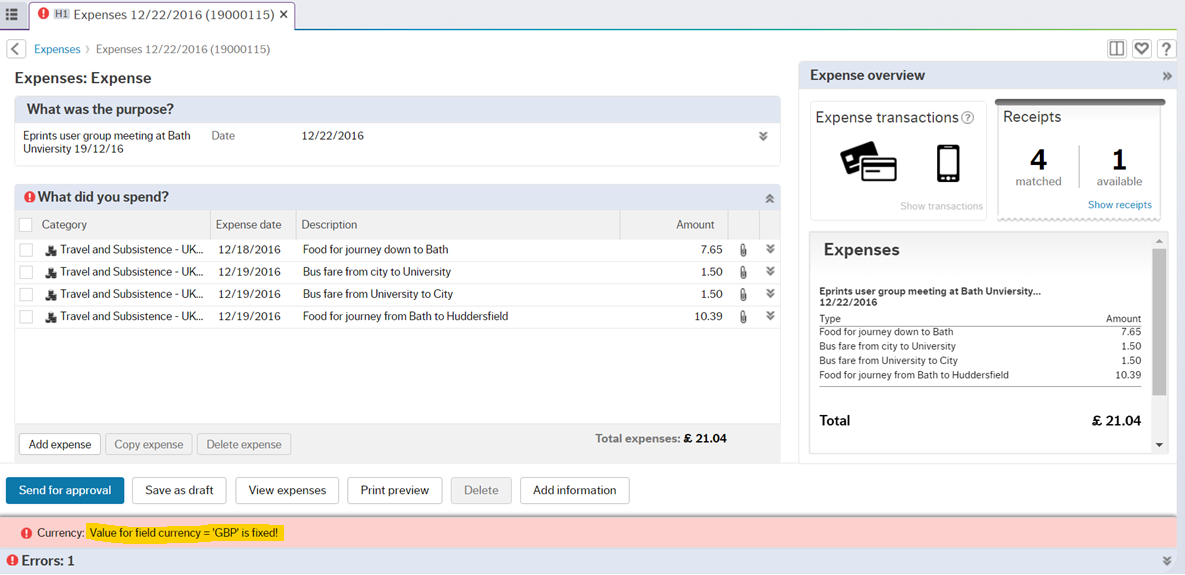 H1 Expenses 12/22/2016 (19000115) ×
Expenses › Expenses 12/22/2016 (19000115)
Expenses: Expense
What was the purpose?
Eprints user group meeting at Bath Unviersity 19/12/16
Date 12/22/2016
What did you spend?
Category Expense date Description Amount
Travel and Subsistence - UK... 12/18/2016 Food for journey down to Bath 7.65
Travel and Subsistence - UK... 12/19/2016 Bus fare from city to University 1.50
Travel and Subsistence - UK... 12/19/2016 Bus fare from University to City 1.50
Travel and Subsistence - UK... 12/19/2016 Food for journey from Bath to Huddersfield 10.39
Add expense Copy expense Delete expense Total expenses: £ 21.04
Expense overview
Expense transactions ?
Show transactions
Receipts
4 1
matched available
Show receipts
Expenses
Eprints user group meeting at Bath Unviersity...
12/22/2016
Type Amount
Food for journey down to Bath 7.65
Bus fare from city to University 1.50
Bus fare from University to City 1.50
Food for journey from Bath to Huddersfield 10.39
Total £ 21.04
Send for approval Save as draft View expenses Print preview Delete Add information
Currency: Value for field currency = 'GBP' is fixed!
Errors: 1